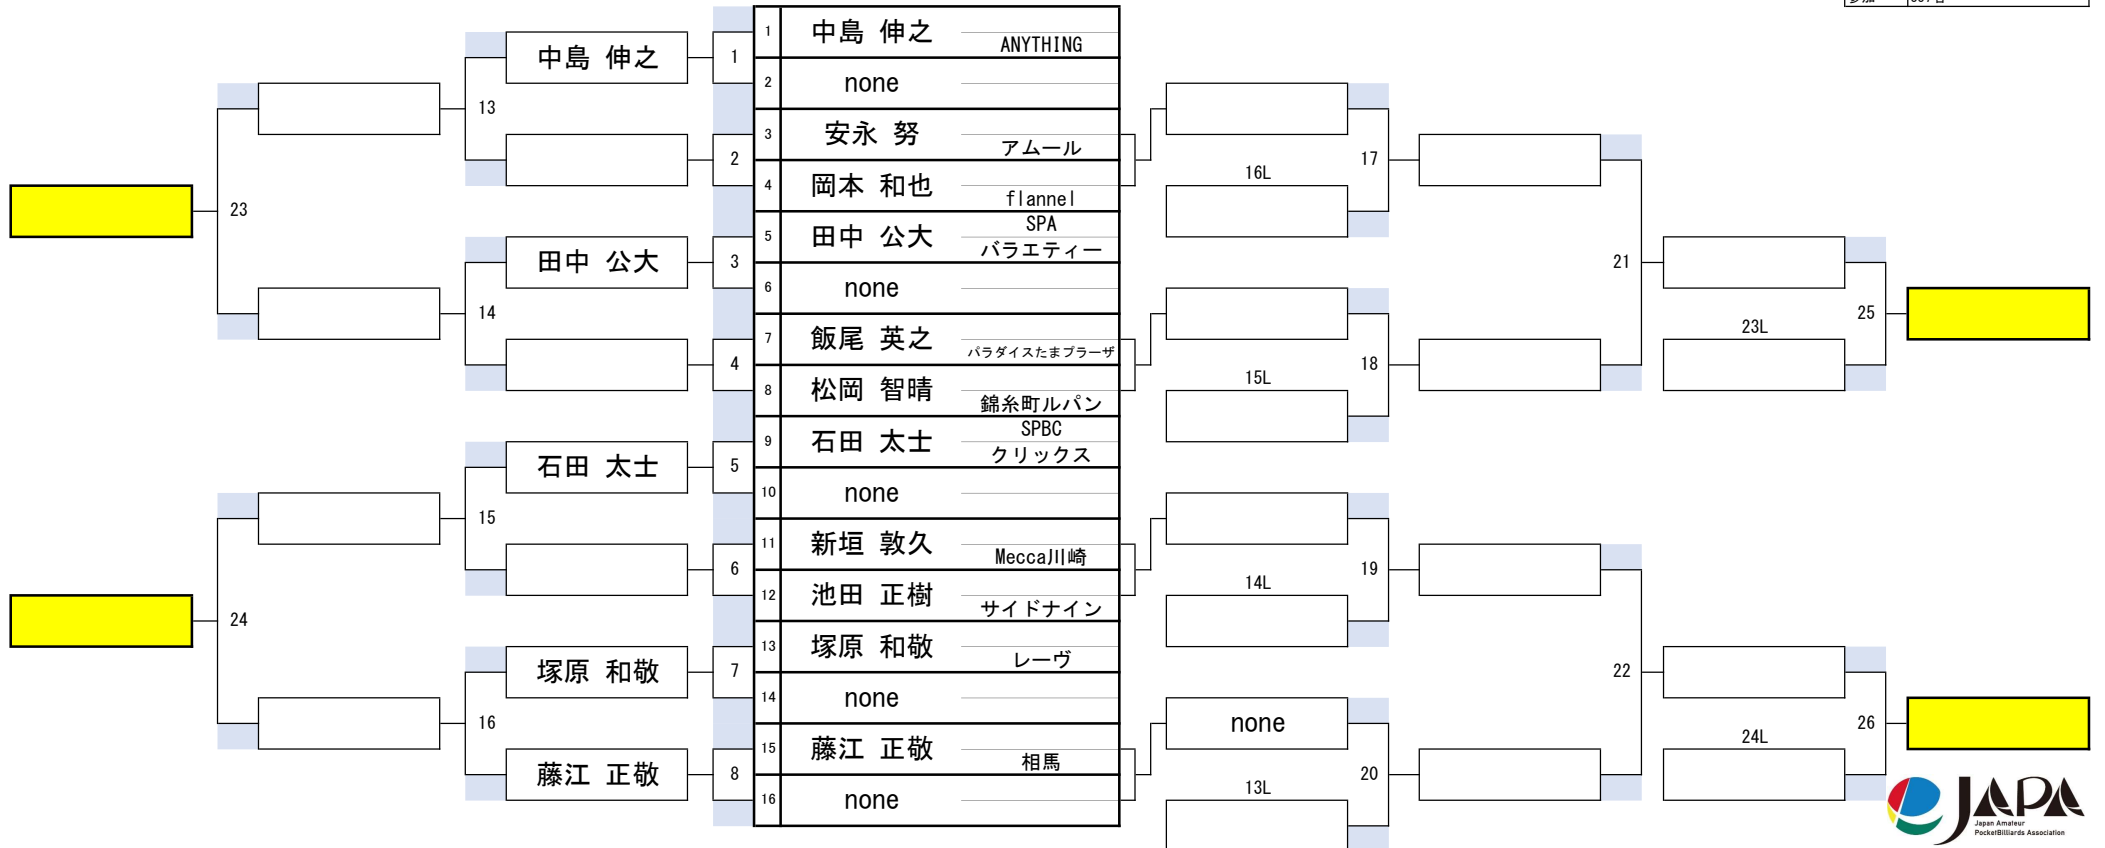 1 中島 伸之 ANYTHING
2 none
3 安永 努 アムール
4 岡本 和也 flannel
5 田中 公大 SPA バラエティー
6 none
7 飯尾 英之 パラダイスたまプラーザ
8 松岡 智晴 錦糸町ルパン
9 石田 太士 SPBC クリックス
10 none
11 新垣 敦久 Mecca川崎
12 池田 正樹 サイドナイン
13 塚原 和敬 レーヴ
14 none
15 藤江 正敬 相馬
16 none
中島 伸之 1
13
2
23
田中 公大 3
14
4
石田 太士 5
15
6
24
塚原 和敬 7
16
藤江 正敬 8
17
16L
21
18
15L
25
23L
19
14L
22
none
20
13L
26
24L
JAPA
Japan Amateur
PocketBilliards Association